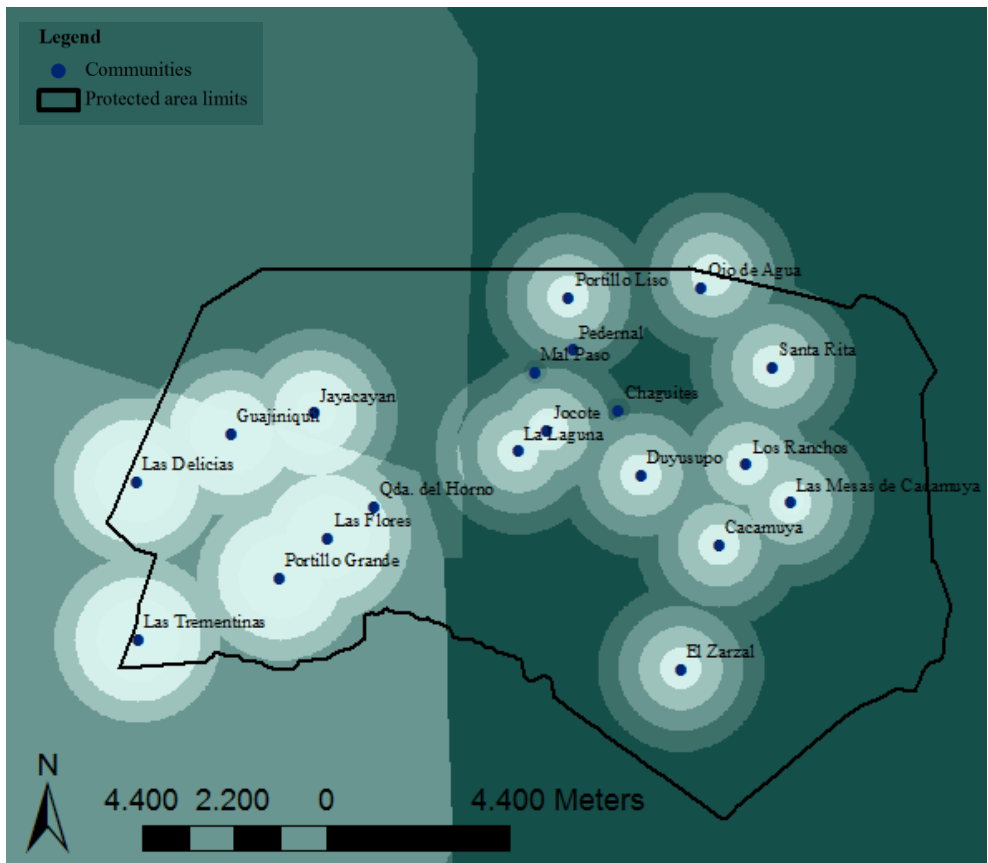 Legend
Communities
Protected area limits
Ojo de Agua
Portillo Liso
Pedernal
Mal Paso
Santa Rita
Jayacayan
Chaguites
Guajiniquil
Jocote
La Laguna
Las Delicias
Duyusupo
Los Ranchos
Las Mesas de Cacamuya
Qda. del Horno
Las Flores
Cacamuya
Portillo Grande
Las Trementinas
El Zarzal
N
4.400 2.200 0 4.400 Meters